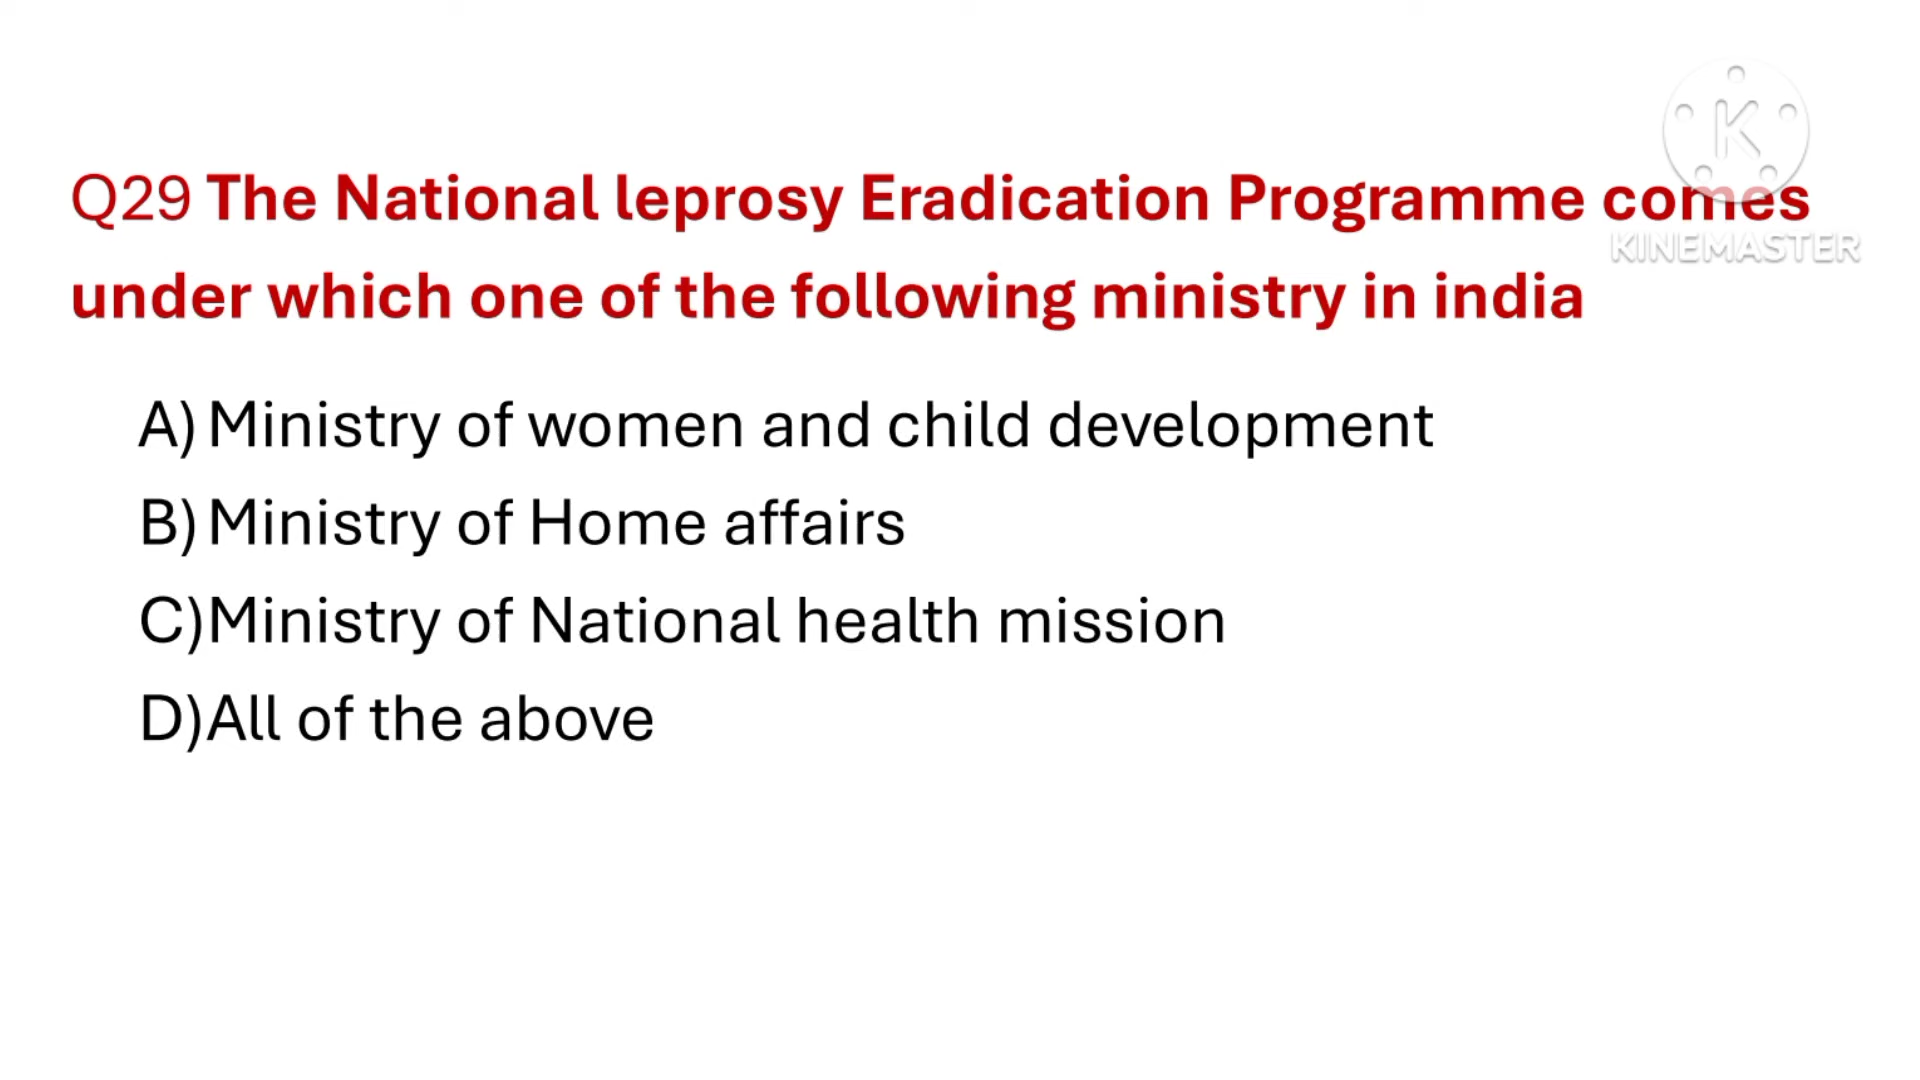 Q29 The National leprosy Eradication Programme comes
under which one of the following ministry in india
A) Ministry of women and child development
B) Ministry of Home affairs
C)Ministry of National health mission
D)All of the above
K
KINEMASTER